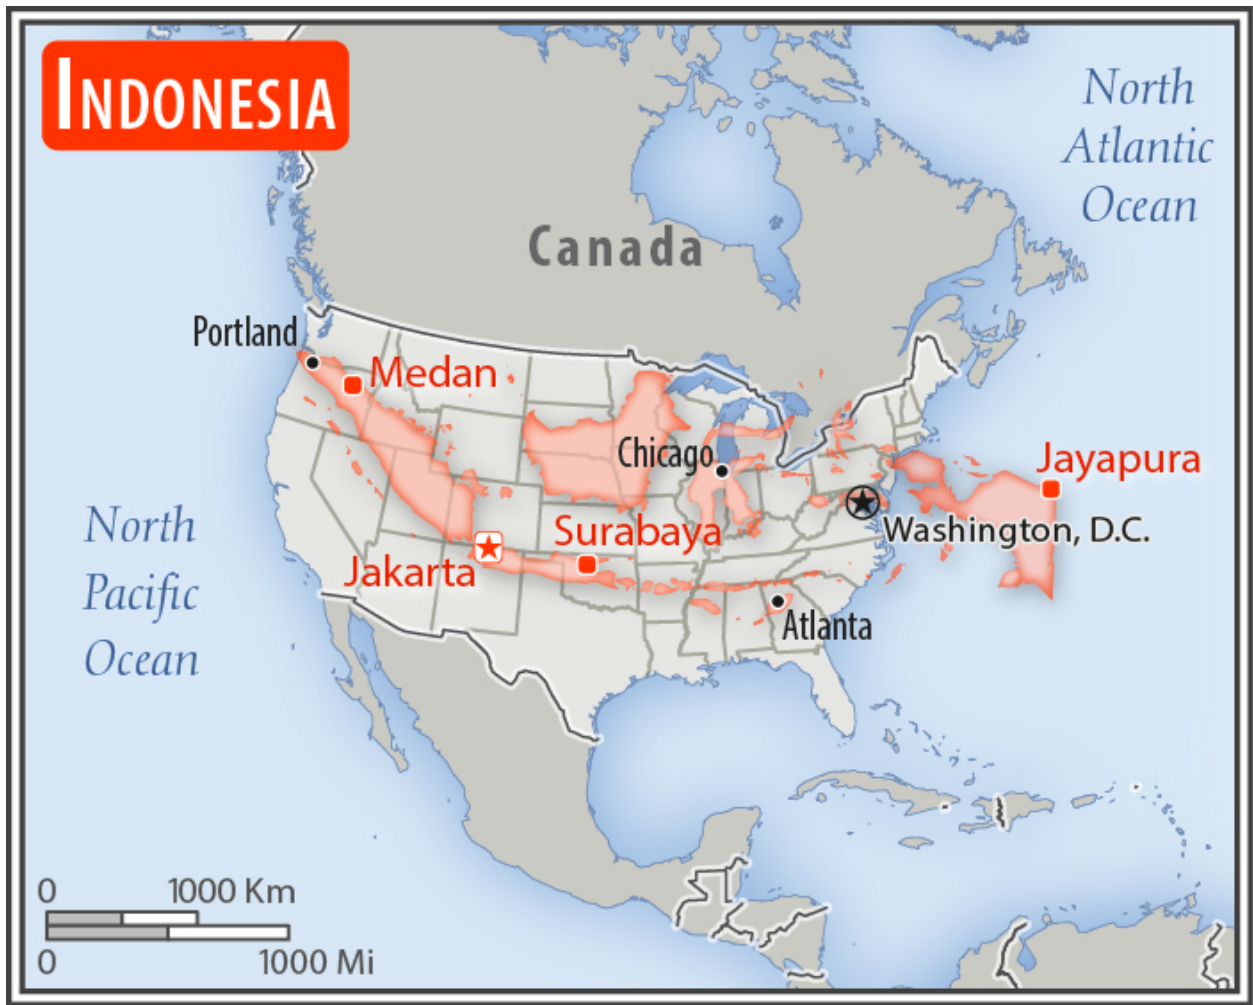 INDONESIA
North
Atlantic
Ocean
Canada
Portland
Medan
Chicago
Jayapura
Surabaya
Washington, D.C.
Jakarta
North
Pacific
Ocean
Atlanta
0 1000 Km
0 1000 Mi